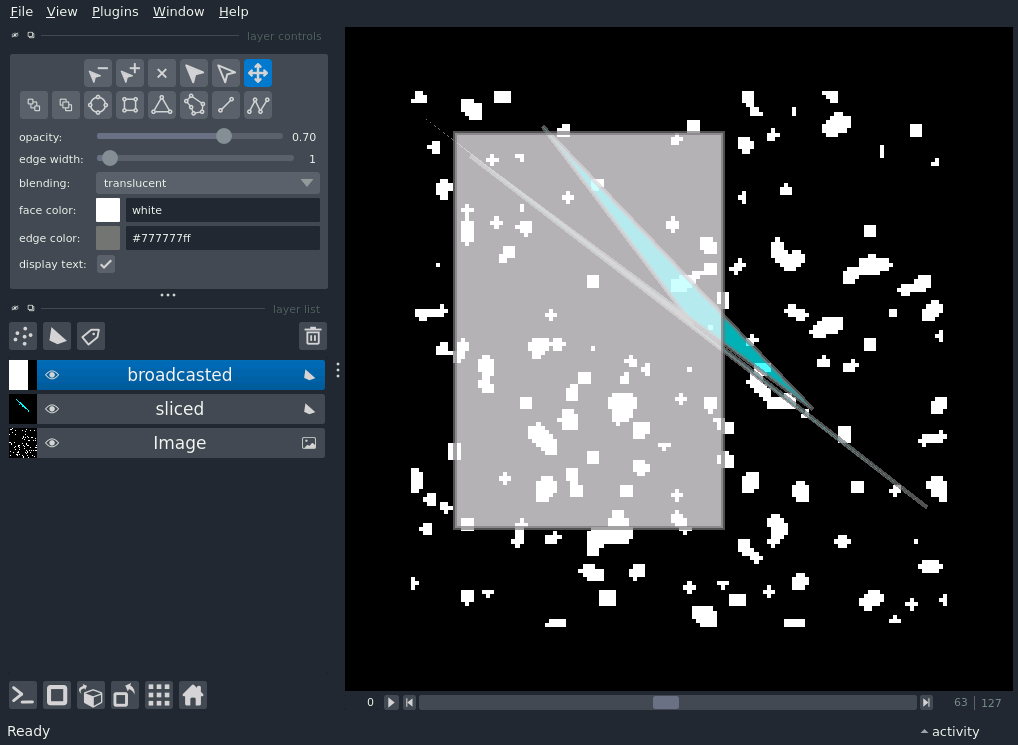 File View Plugins Window Help
layer controls
opacity: 0.70
edge width: 1
blending: translucent
face color: white
edge color: #777777ff
display text:
layer list
broadcasted
sliced
Image
0 63 127
Ready activity